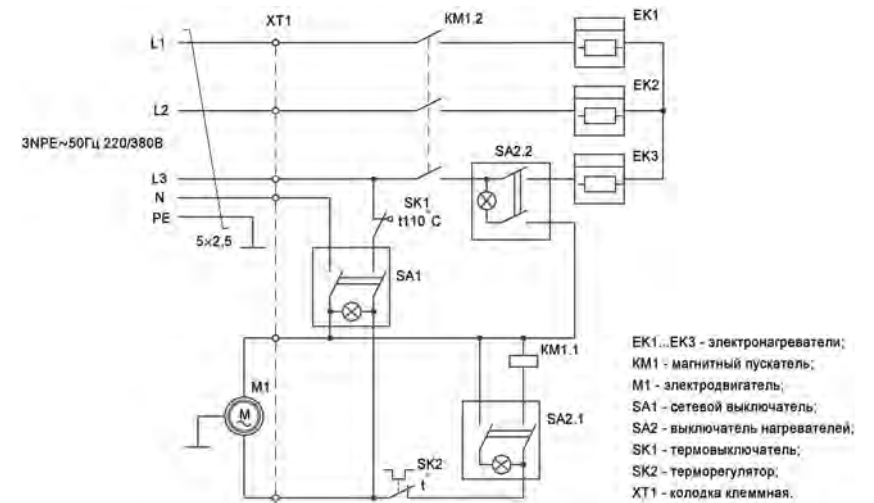 XT1
KM1.2
EK1
L1
EK2
L2
3NPE~50Гц 220/380В
SA2.2
EK3
L3
N
SK1
t110°C
PE
5×2,5
SA1
KM1.1
M1
M
~
SA2.1
SK2
t°
EK1...EK3 - электронагреватели;
KM1 - магнитный пускатель;
M1 - электродвигатель;
SA1 - сетевой выключатель;
SA2 - выключатель нагревателей;
SK1 - термовыключатель;
SK2 - терморегулятор;
XT1 - колодка клеммная.